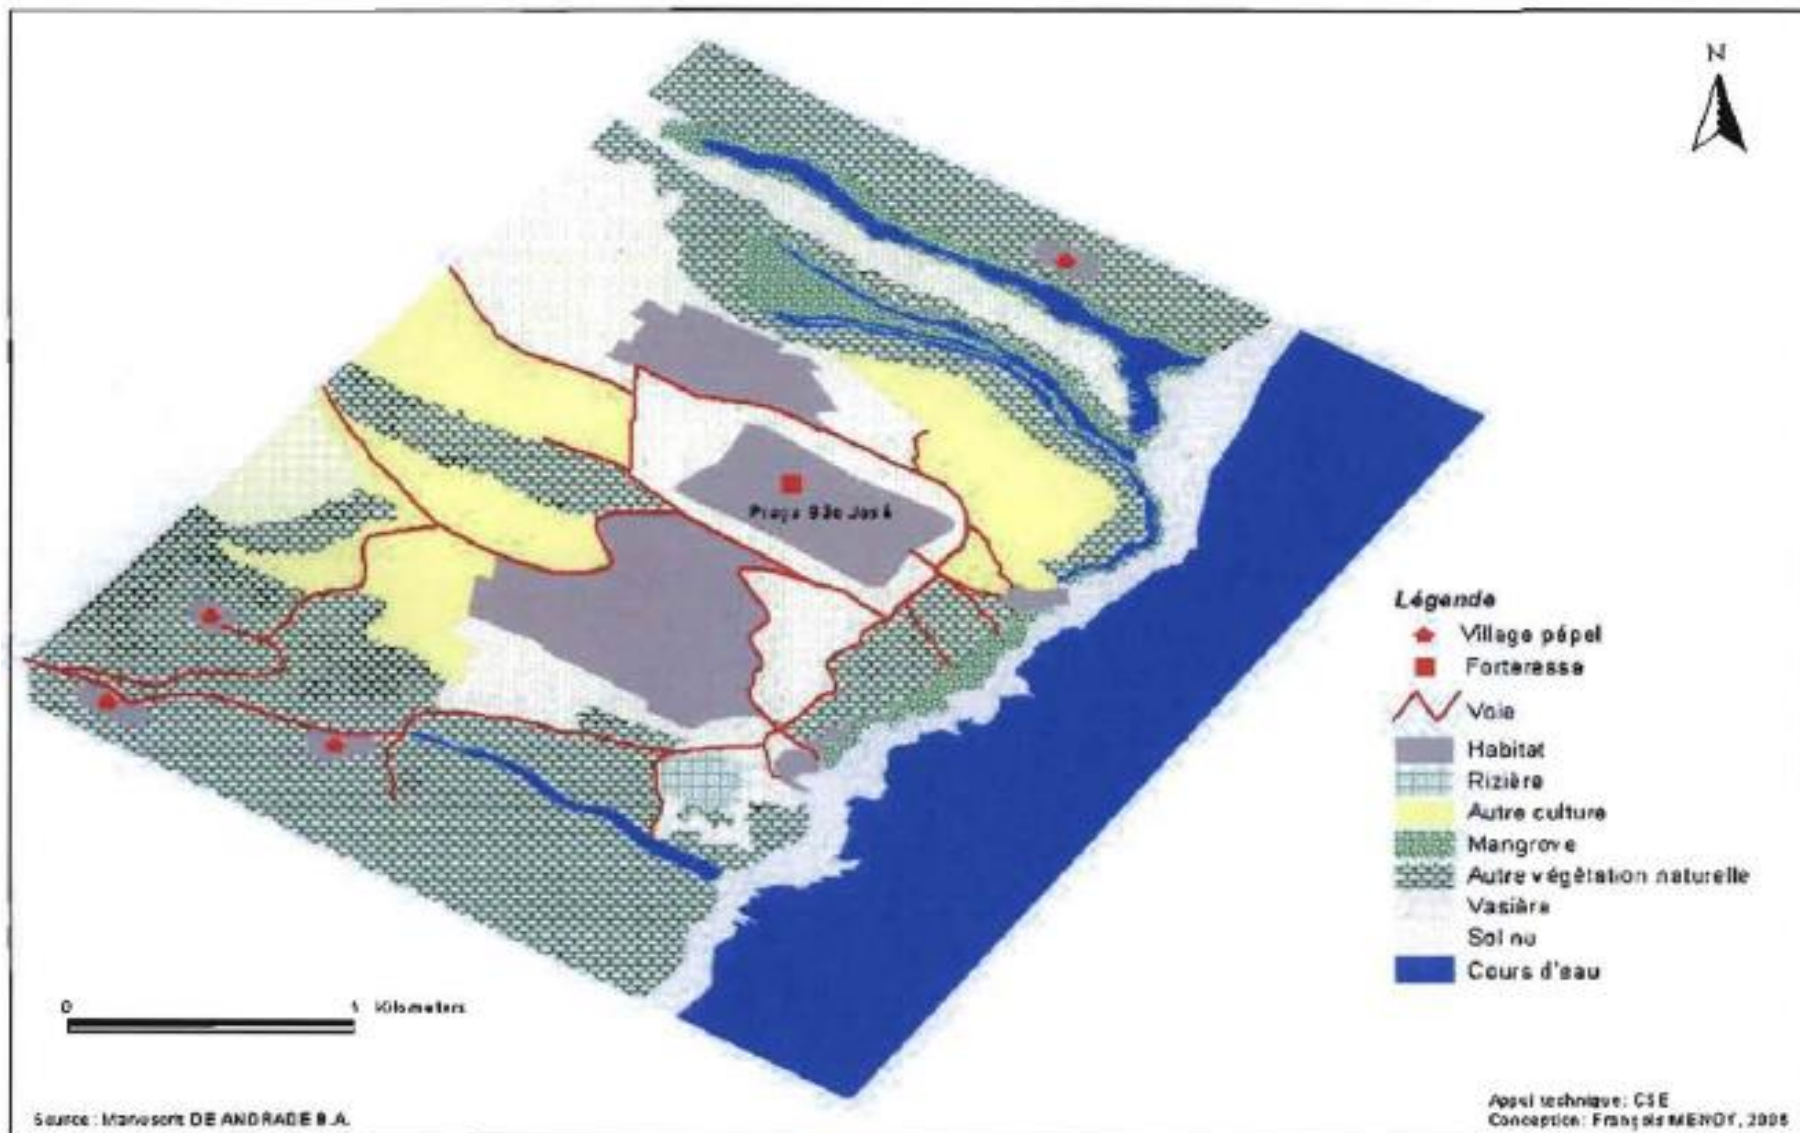 N
Praça São José
Légende
Village pépel
Forteresse
Voie
Habitat
Rizière
Autre culture
Mangrove
Autre végétation naturelle
Vasière
Sol nu
Cours d'eau
0 1 Kilometers
Source : Manuscrit DE ANDRADE B.A.
Appui technique: CSE
Conception: François MENDY,